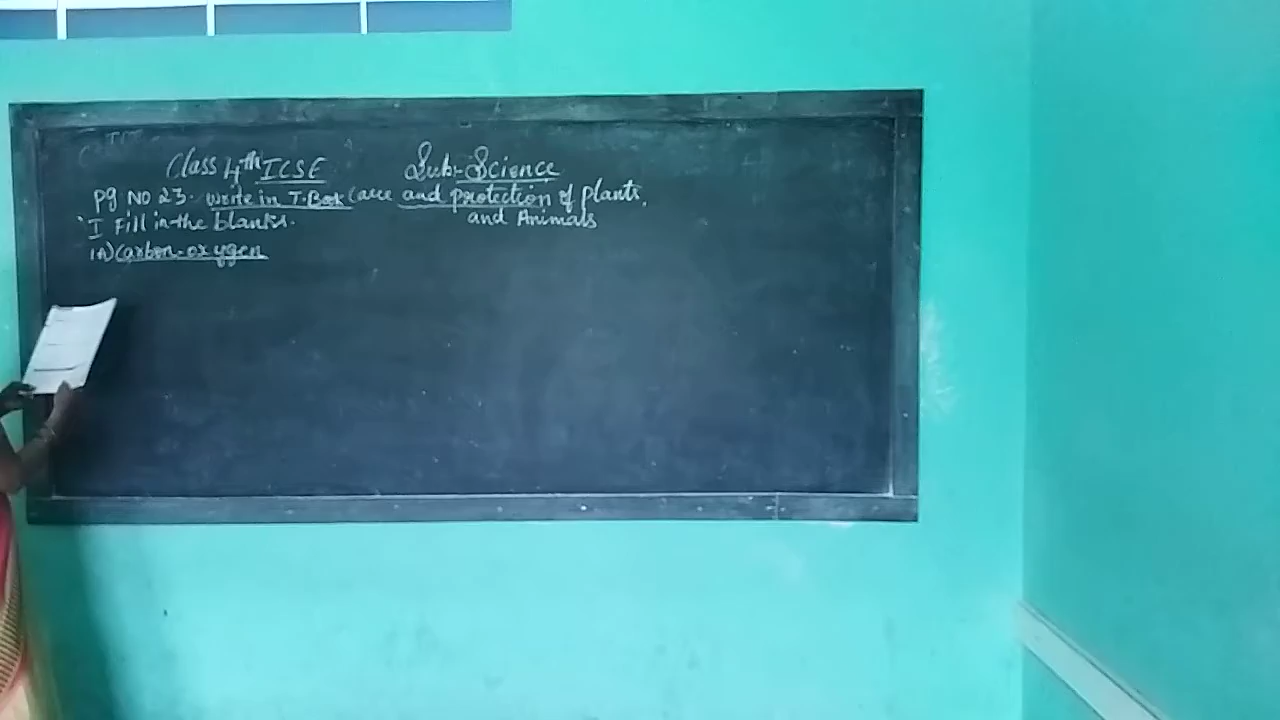 Class 4th ICSE Sub-Science
Pg No 23. Write in T.Book Care and protection of plants,
and Animals
I Fill in the blanks.
1A) Carbon-oxygen